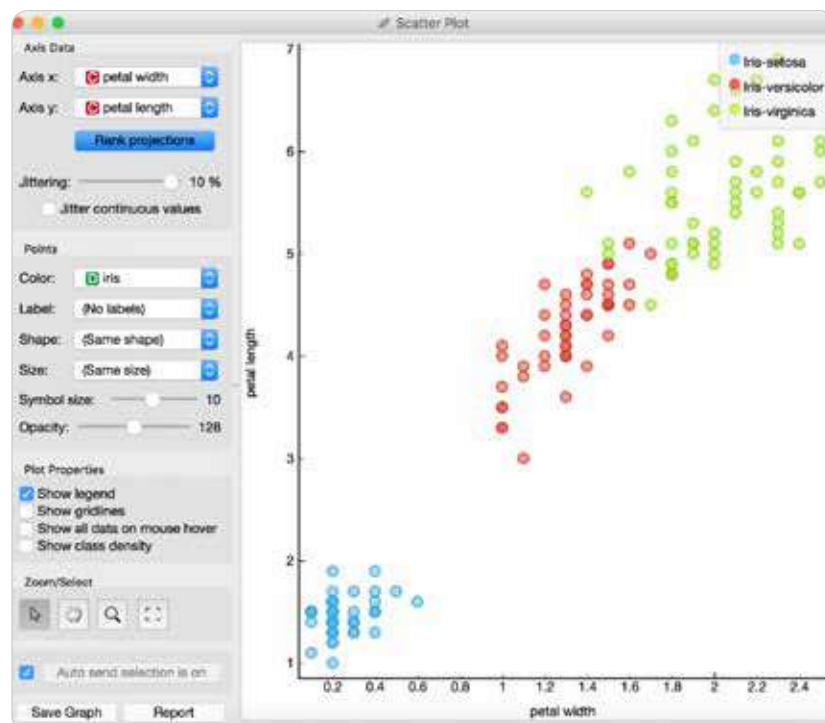 Scatter Plot
Axis Data
Axis x: petal width
Axis y: petal length
Rank projections
Jittering: 10 %
Jitter continuous values
Points
Color: iris
Label: (No labels)
Shape: (Same shape)
Size: (Same size)
Symbol size: 10
Opacity: 128
Plot Properties
Show legend
Show gridlines
Show all data on mouse hover
Show class density
Zoom/Select
Auto send selection is on
Save Graph Report
7
6
5
4
3
2
1
petal length
0.2 0.4 0.6 0.8 1 1.2 1.4 1.6 1.8 2 2.2 2.4
petal width
Iris-setosa
Iris-versicolor
Iris-virginica